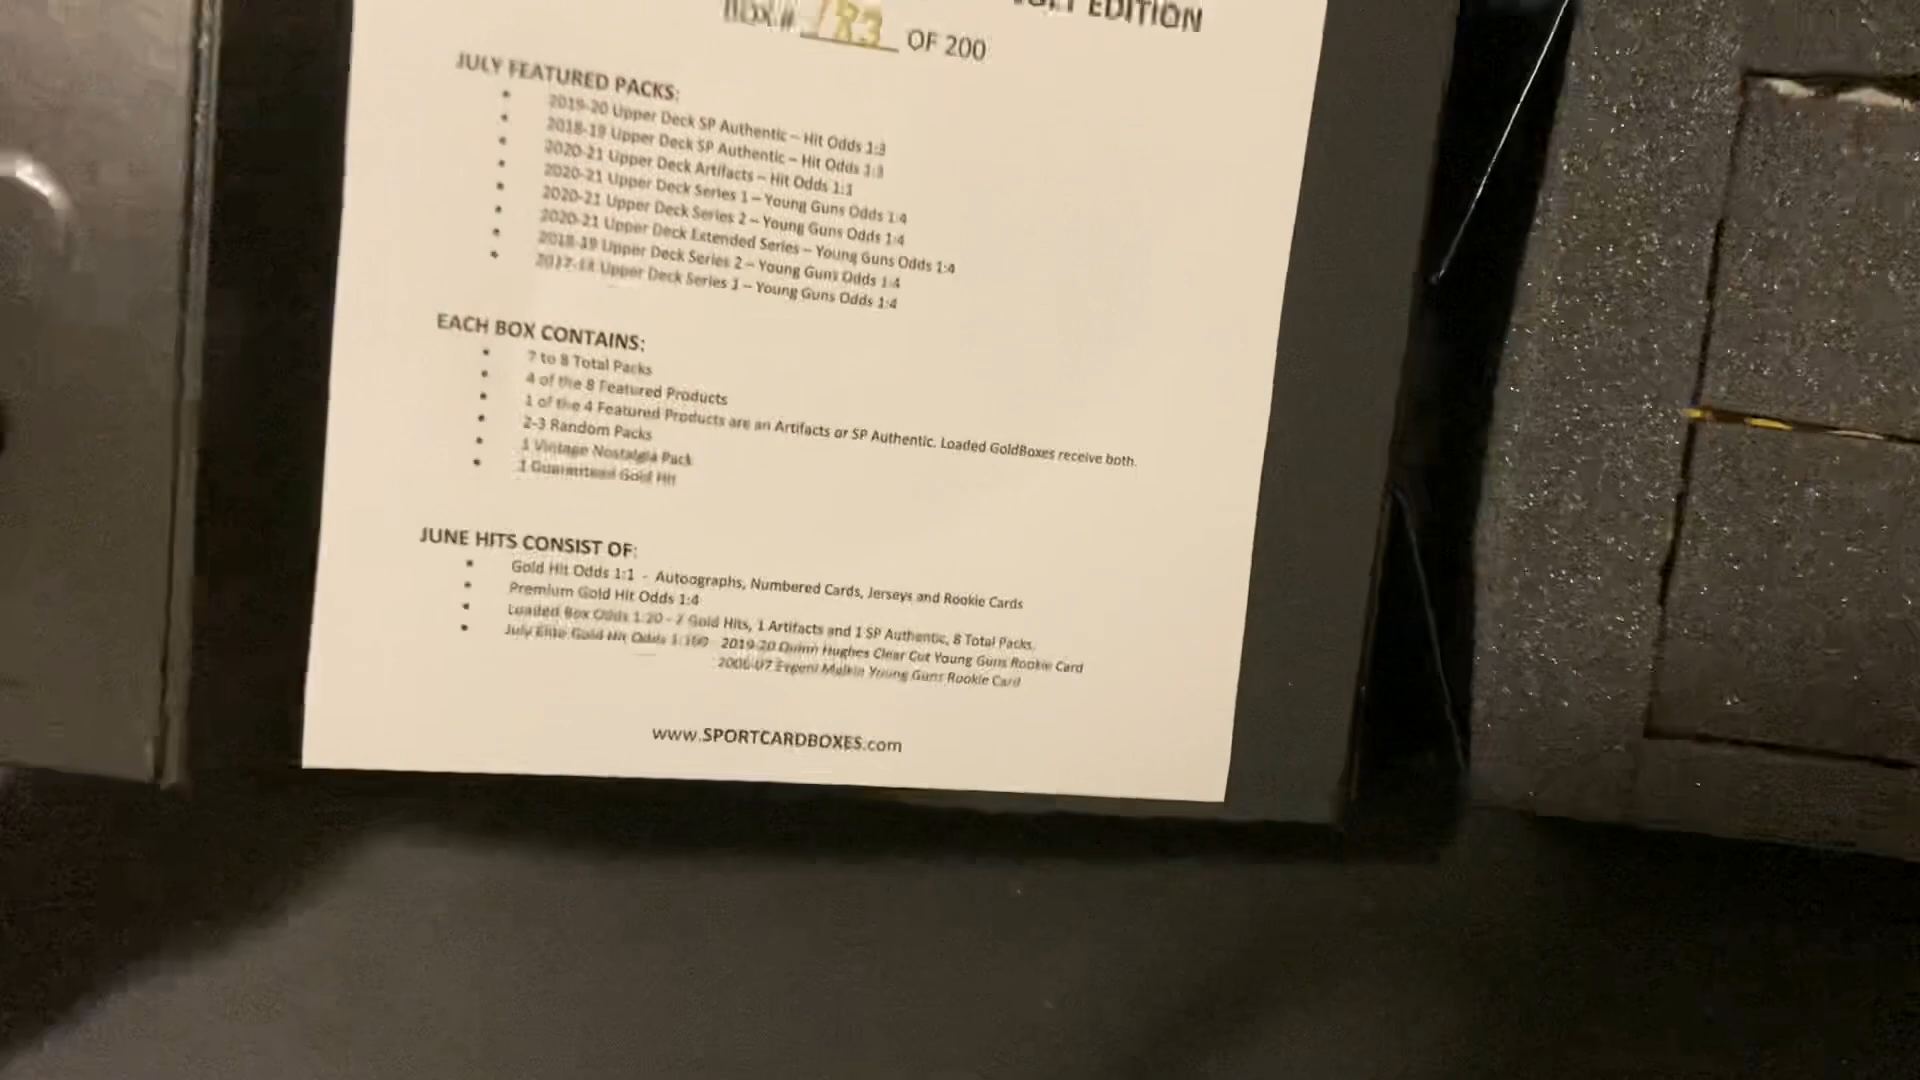 EDITION
BOX # 183 OF 200
JULY FEATURED PACKS:
• 2019-20 Upper Deck SP Authentic – Hit Odds 1:3
• 2018-19 Upper Deck SP Authentic – Hit Odds 1:3
• 2020-21 Upper Deck Artifacts – Hit Odds 1:1
• 2020-21 Upper Deck Series 1 – Young Guns Odds 1:4
• 2020-21 Upper Deck Series 2 – Young Guns Odds 1:4
• 2020-21 Upper Deck Extended Series – Young Guns Odds 1:4
• 2018-19 Upper Deck Series 2 – Young Guns Odds 1:4
• 2017-18 Upper Deck Series 1 – Young Guns Odds 1:4
EACH BOX CONTAINS:
• 7 to 8 Total Packs
• 4 of the 8 Featured Products
• 1 of the 4 Featured Products are an Artifacts or SP Authentic. Loaded GoldBoxes receive both.
• 2-3 Random Packs
• 1 Vintage Nostalgia Pack
• 1 Guaranteed Gold Hit
JUNE HITS CONSIST OF:
• Gold Hit Odds 1:1 - Autographs, Numbered Cards, Jerseys and Rookie Cards
• Premium Gold Hit Odds 1:4
• Loaded Box Odds 1:20 - 2 Gold Hits, 1 Artifacts and 1 SP Authentic, 8 Total Packs.
• July Elite Gold Hit Odds 1:100 2019-20 Quinn Hughes Clear Cut Young Guns Rookie Card
2006-07 Evgeni Malkin Young Guns Rookie Card
www.SPORTCARDBOXES.com